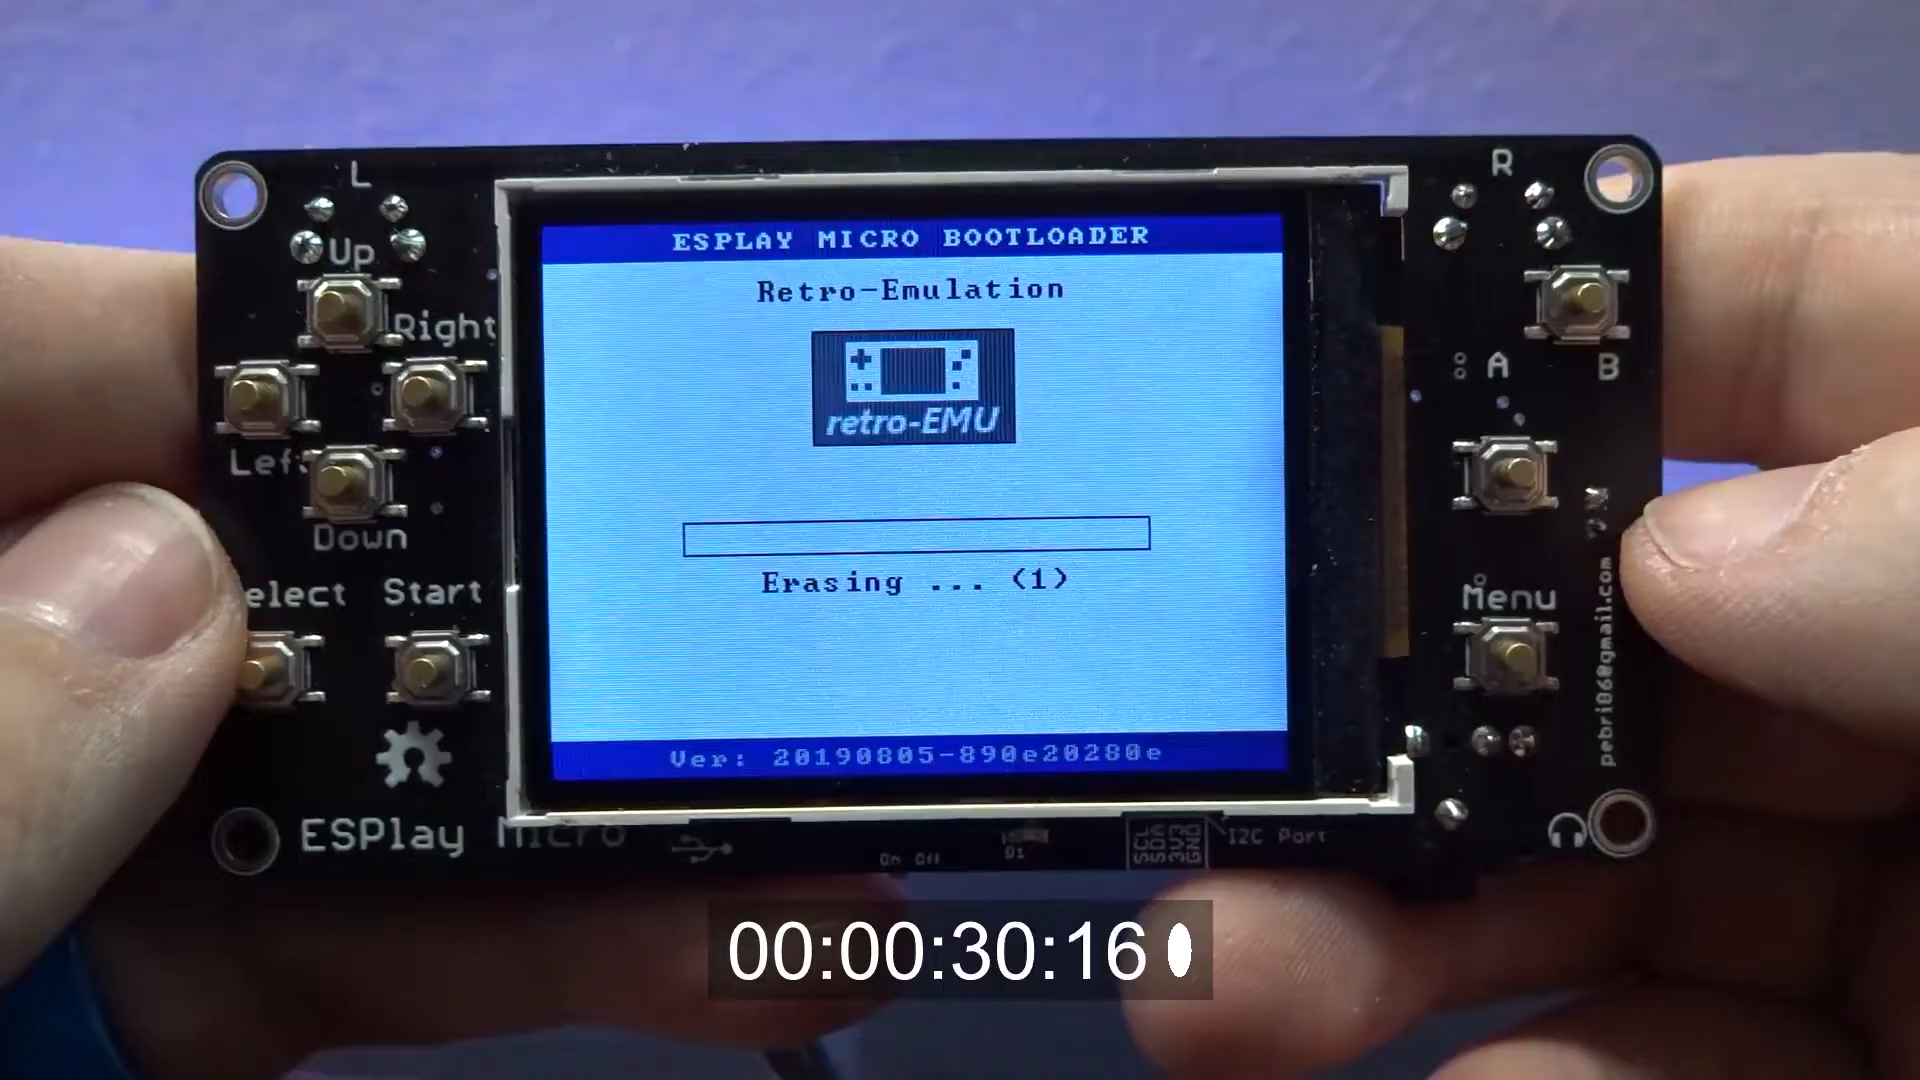 L
R
Up
Right
Left
Down
elect
Start
ESPLAY MICRO BOOTLOADER
Retro-Emulation
retro-EMU
Erasing ... (1)
Ver: 20190805-890e20280e
A
B
Menu
pebri86@gmail.com
ESPlay Micro
On Off
D1
SCL
SDA
3V3
GND
I2C Port
00:00:30:16